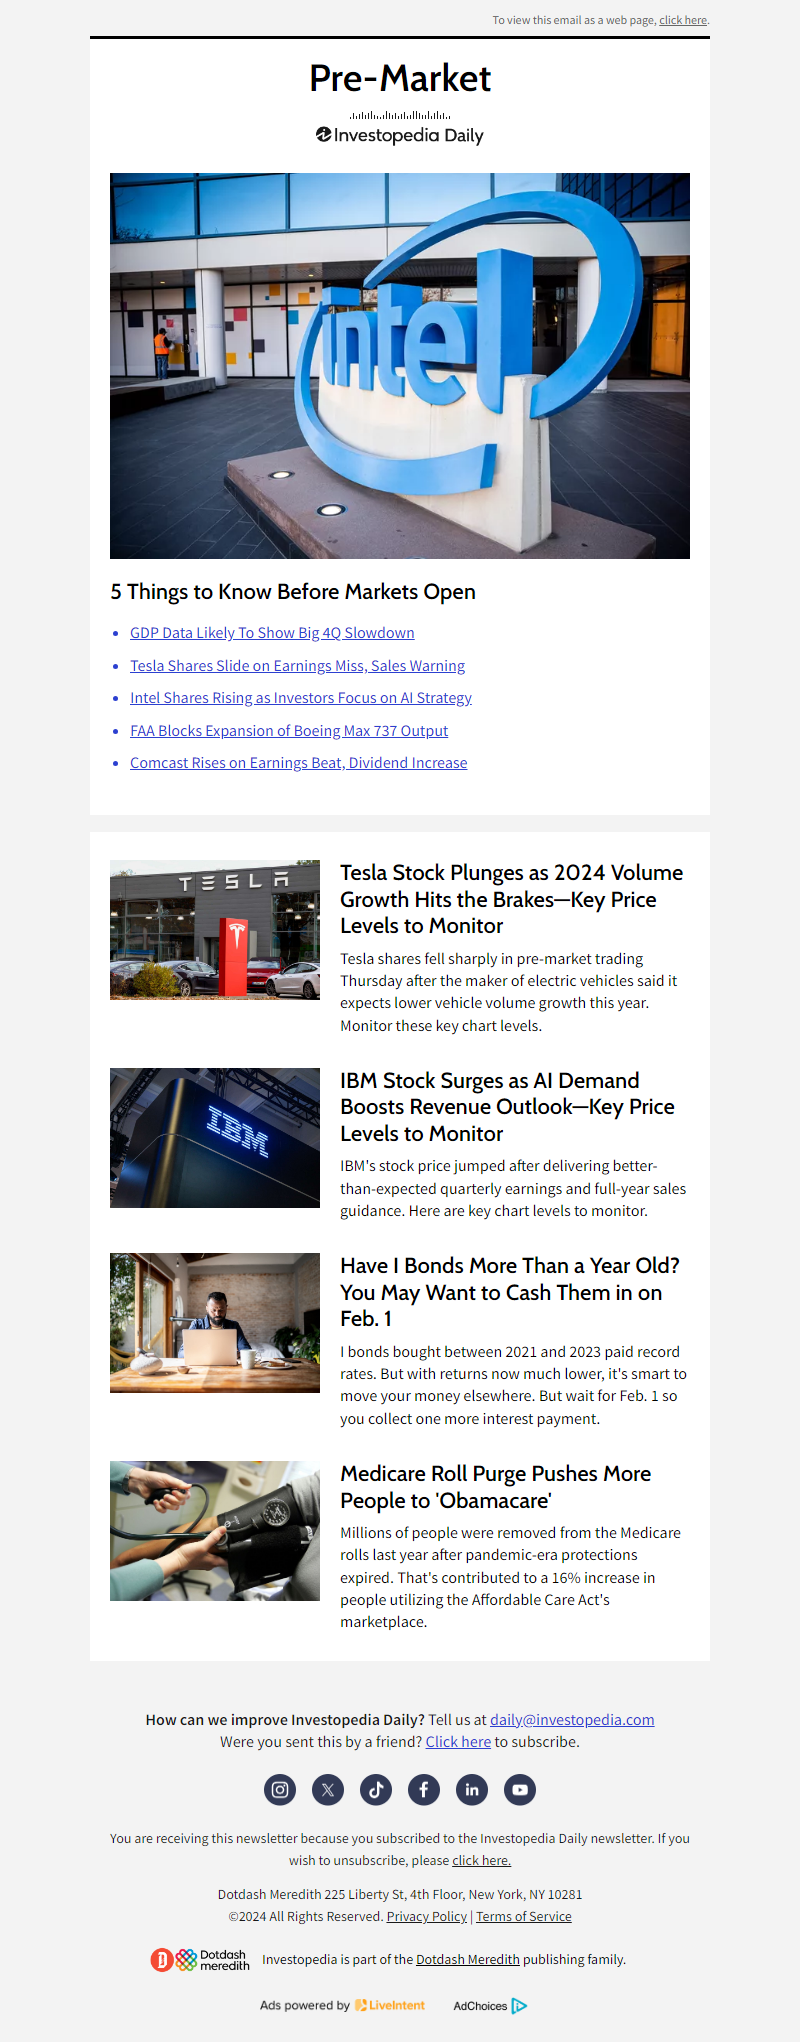 To view this email as a web page, click here.
Pre-Market
Investopedia Daily
intel
5 Things to Know Before Markets Open
GDP Data Likely To Show Big 4Q Slowdown
Tesla Shares Slide on Earnings Miss, Sales Warning
Intel Shares Rising as Investors Focus on AI Strategy
FAA Blocks Expansion of Boeing Max 737 Output
Comcast Rises on Earnings Beat, Dividend Increase
TESLA
Tesla Stock Plunges as 2024 Volume
Growth Hits the Brakes—Key Price
Levels to Monitor
Tesla shares fell sharply in pre-market trading
Thursday after the maker of electric vehicles said it
expects lower vehicle volume growth this year.
Monitor these key chart levels.
IBM
IBM Stock Surges as AI Demand
Boosts Revenue Outlook—Key Price
Levels to Monitor
IBM's stock price jumped after delivering better-
than-expected quarterly earnings and full-year sales
guidance. Here are key chart levels to monitor.
Have I Bonds More Than a Year Old?
You May Want to Cash Them in on
Feb. 1
I bonds bought between 2021 and 2023 paid record
rates. But with returns now much lower, it's smart to
move your money elsewhere. But wait for Feb. 1 so
you collect one more interest payment.
Medicare Roll Purge Pushes More
People to 'Obamacare'
Millions of people were removed from the Medicare
rolls last year after pandemic-era protections
expired. That's contributed to a 16% increase in
people utilizing the Affordable Care Act's
marketplace.
How can we improve Investopedia Daily? Tell us at daily@investopedia.com
Were you sent this by a friend? Click here to subscribe.
You are receiving this newsletter because you subscribed to the Investopedia Daily newsletter. If you
wish to unsubscribe, please click here.
Dotdash Meredith 225 Liberty St, 4th Floor, New York, NY 10281
©2024 All Rights Reserved. Privacy Policy | Terms of Service
Dotdash
meredith
Investopedia is part of the Dotdash Meredith publishing family.
Ads powered by LiveIntent
AdChoices